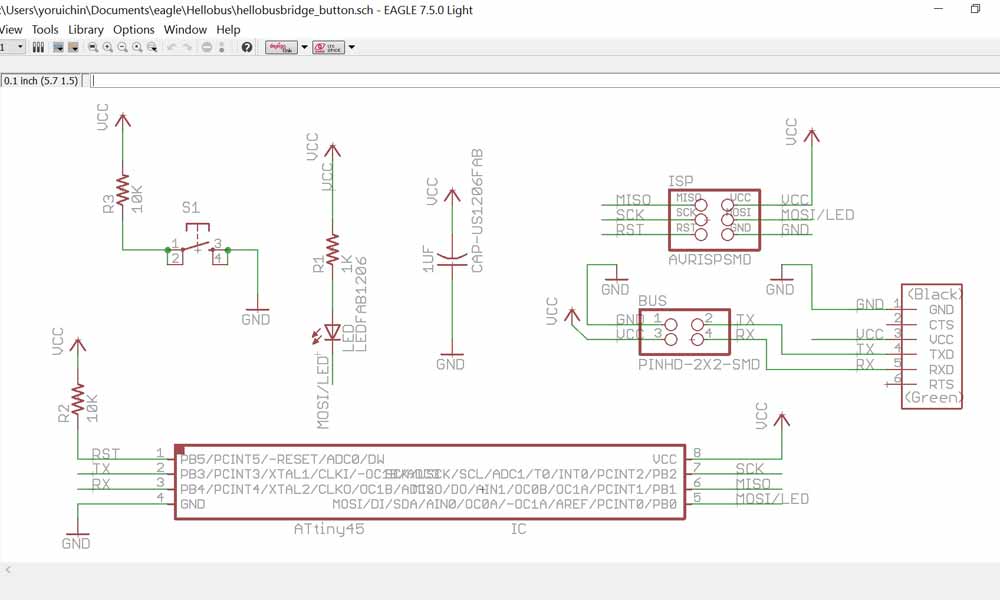 :\Users\yoruichin\Documents\eagle\Hellobus\hellobusbridge_button.sch - EAGLE 7.5.0 Light
View Tools Library Options Window Help
1
design link
LTC SPICE
0.1 inch (5.7 1.5)
VCC
R3
10K
S1
1 3
2 4
GND
VCC
VCC
R1
1K
LED
LEDFAB1206
MOSI/LED
VCC
1UF
CAP-US1206FAB
GND
VCC
ISP
MISO MISO VCC VCC
SCK SCK MOSI MOSI/LED
RST RST GND GND
AVRISPSMD
GND
VCC
BUS
GND 1 2 TX
VCC 3 4 RX
PINHD-2X2-SMD
GND
(Black)
GND 1 GND
2 CTS
VCC 3 VCC
TX 4 TXD
RX 5 RXD
6 RTS
(Green)
VCC
R2
10K
VCC
RST 1 PB5/PCINT5/-RESET/ADC0/DW VCC 8
TX 2 PB3/PCINT3/XTAL1/CLKI/-OC1B/ADC3 SCK/USCK/SCL/ADC1/T0/INT0/PCINT2/PB2 7 SCK
RX 3 PB4/PCINT4/XTAL2/CLKO/OC1B/ADC2 MISO/DO/AIN1/OC0B/OC1A/PCINT1/PB1 6 MISO
4 GND MOSI/DI/SDA/AIN0/OC0A/-OC1A/AREF/PCINT0/PB0 5 MOSI/LED
ATtiny45 IC
GND